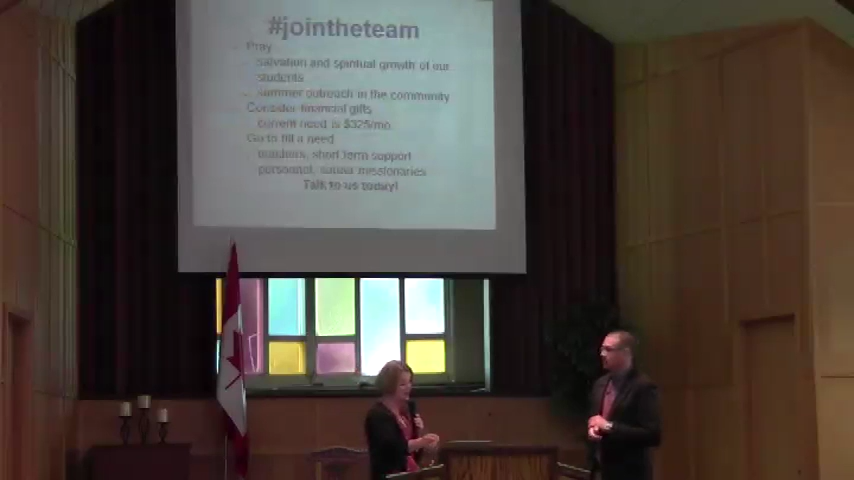 #jointheteam
Pray
salvation and spiritual growth of our
students
summer outreach in the community
Consider financial gifts
current need is $325/mo
Go to fill a need
teachers, short term support
personnel, career missionaries
Talk to us today!